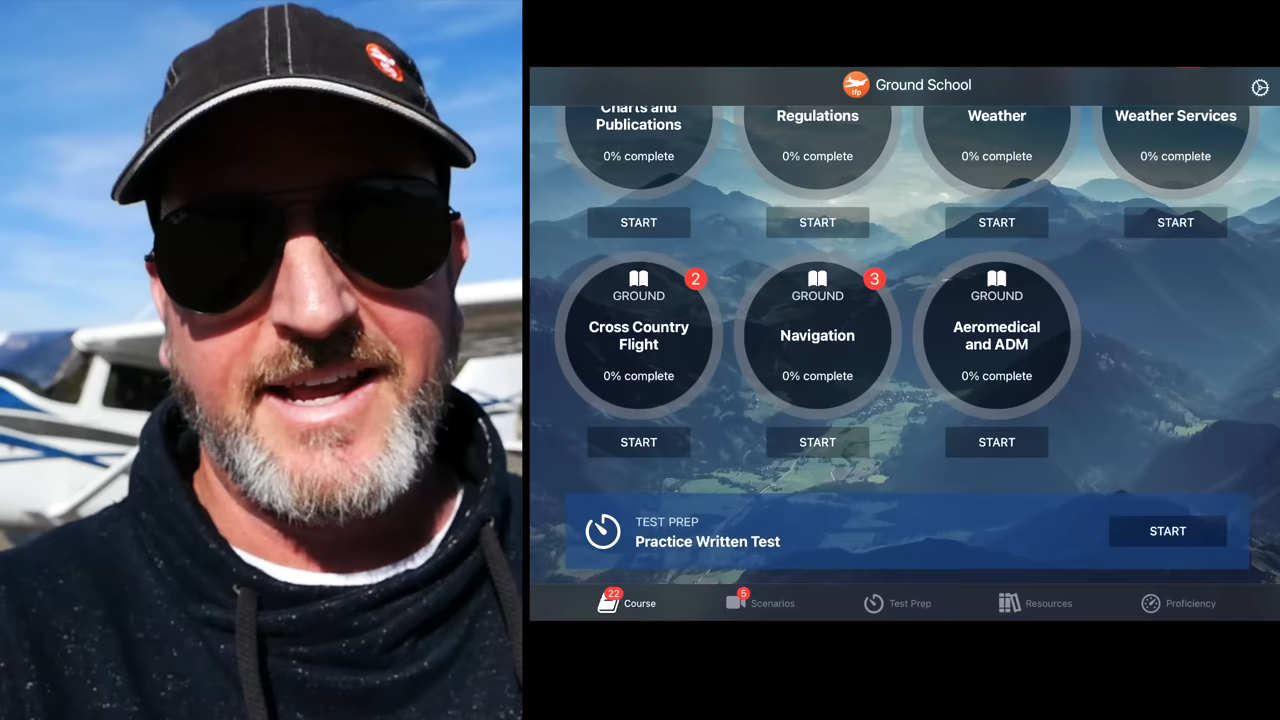 tfp
Ground School
Charts and
Publications
0% complete
START
Regulations
0% complete
START
Weather
0% complete
START
Weather Services
0% complete
START
GROUND
2
Cross Country
Flight
0% complete
START
GROUND
3
Navigation
0% complete
START
GROUND
Aeromedical
and ADM
0% complete
START
TEST PREP
Practice Written Test
START
22
Course
5
Scenarios
Test Prep
Resources
Proficiency